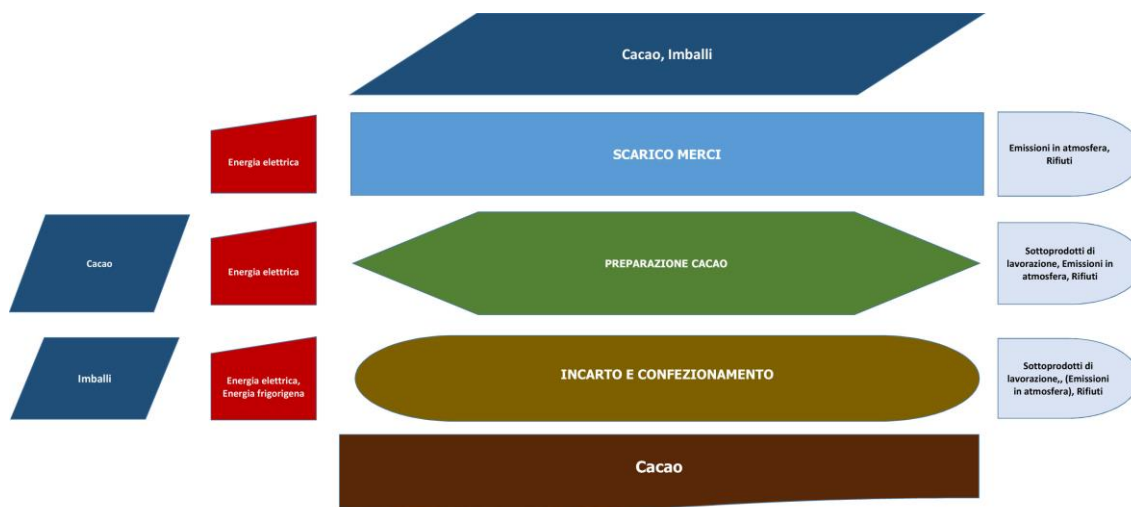 Cacao, Imballi
Energia elettrica
SCARICO MERCI
Emissioni in atmosfera,
Rifiuti
Cacao
Energia elettrica
PREPARAZIONE CACAO
Sottoprodotti di
lavorazione, Emissioni in
atmosfera, Rifiuti
Imballi
Energia elettrica,
Energia frigorigena
INCARTO E CONFEZIONAMENTO
Sottoprodotti di
lavorazione,, (Emissioni
in atmosfera), Rifiuti
Cacao